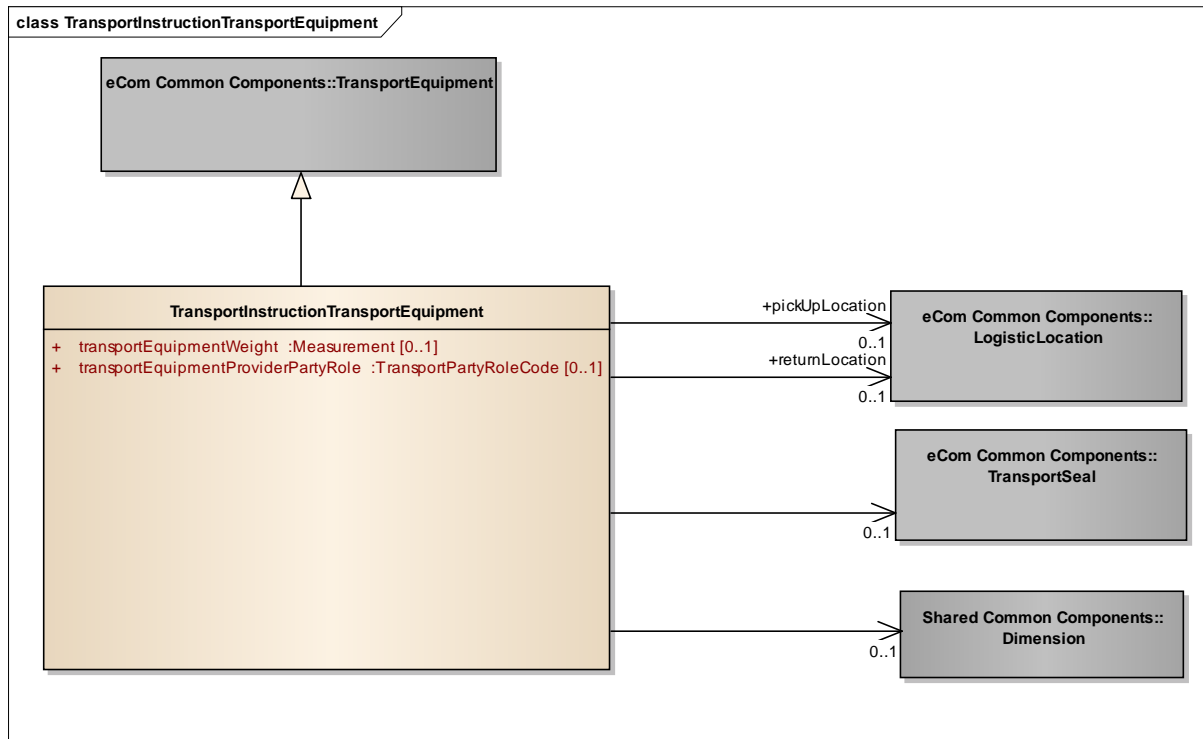 class TransportInstructionTransportEquipment
eCom Common Components::TransportEquipment
TransportInstructionTransportEquipment
+ transportEquipmentWeight :Measurement [0..1]
+ transportEquipmentProviderPartyRole :TransportPartyRoleCode [0..1]
+pickUpLocation
0..1
+returnLocation
0..1
eCom Common Components::
LogisticLocation
eCom Common Components::
TransportSeal
0..1
Shared Common Components::
Dimension
0..1